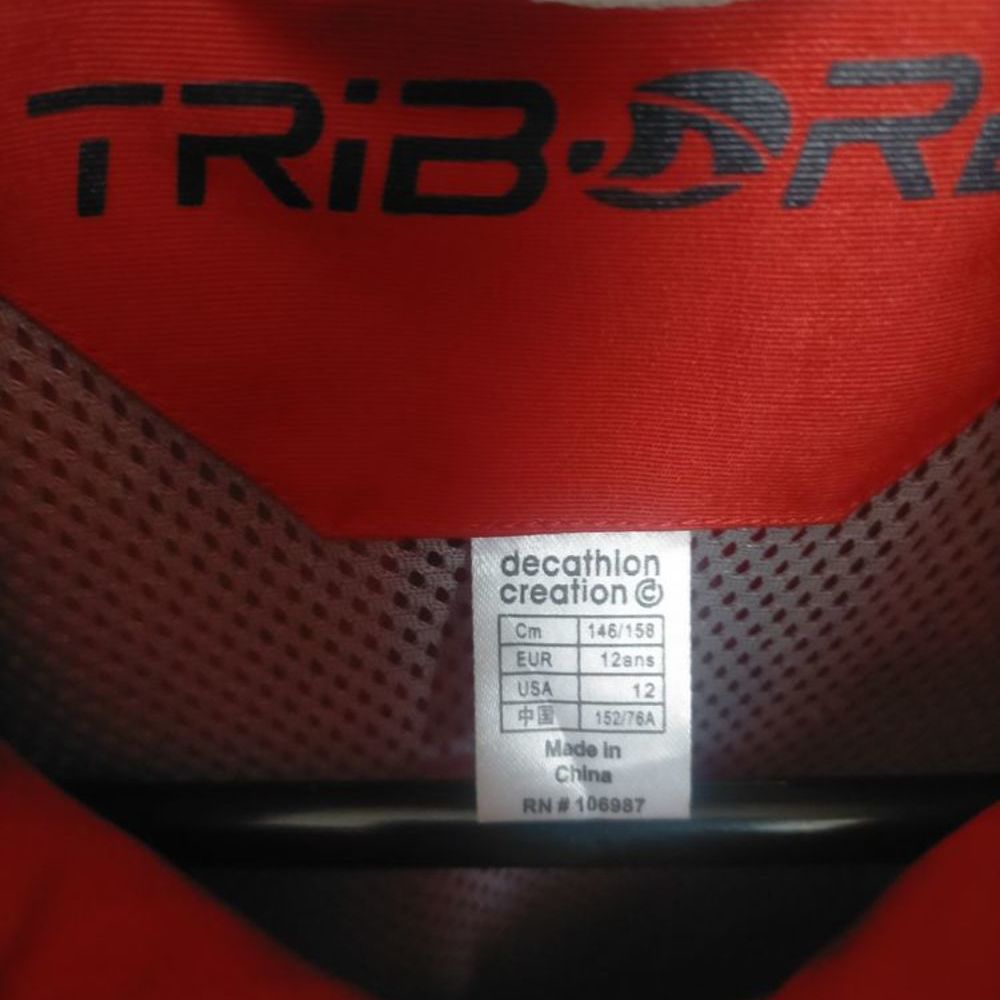 TRiB·OR
decathlon
creation ©
Cm 146/158
EUR 12ans
USA 12
中国 152/76A
Made in
China
RN # 106987